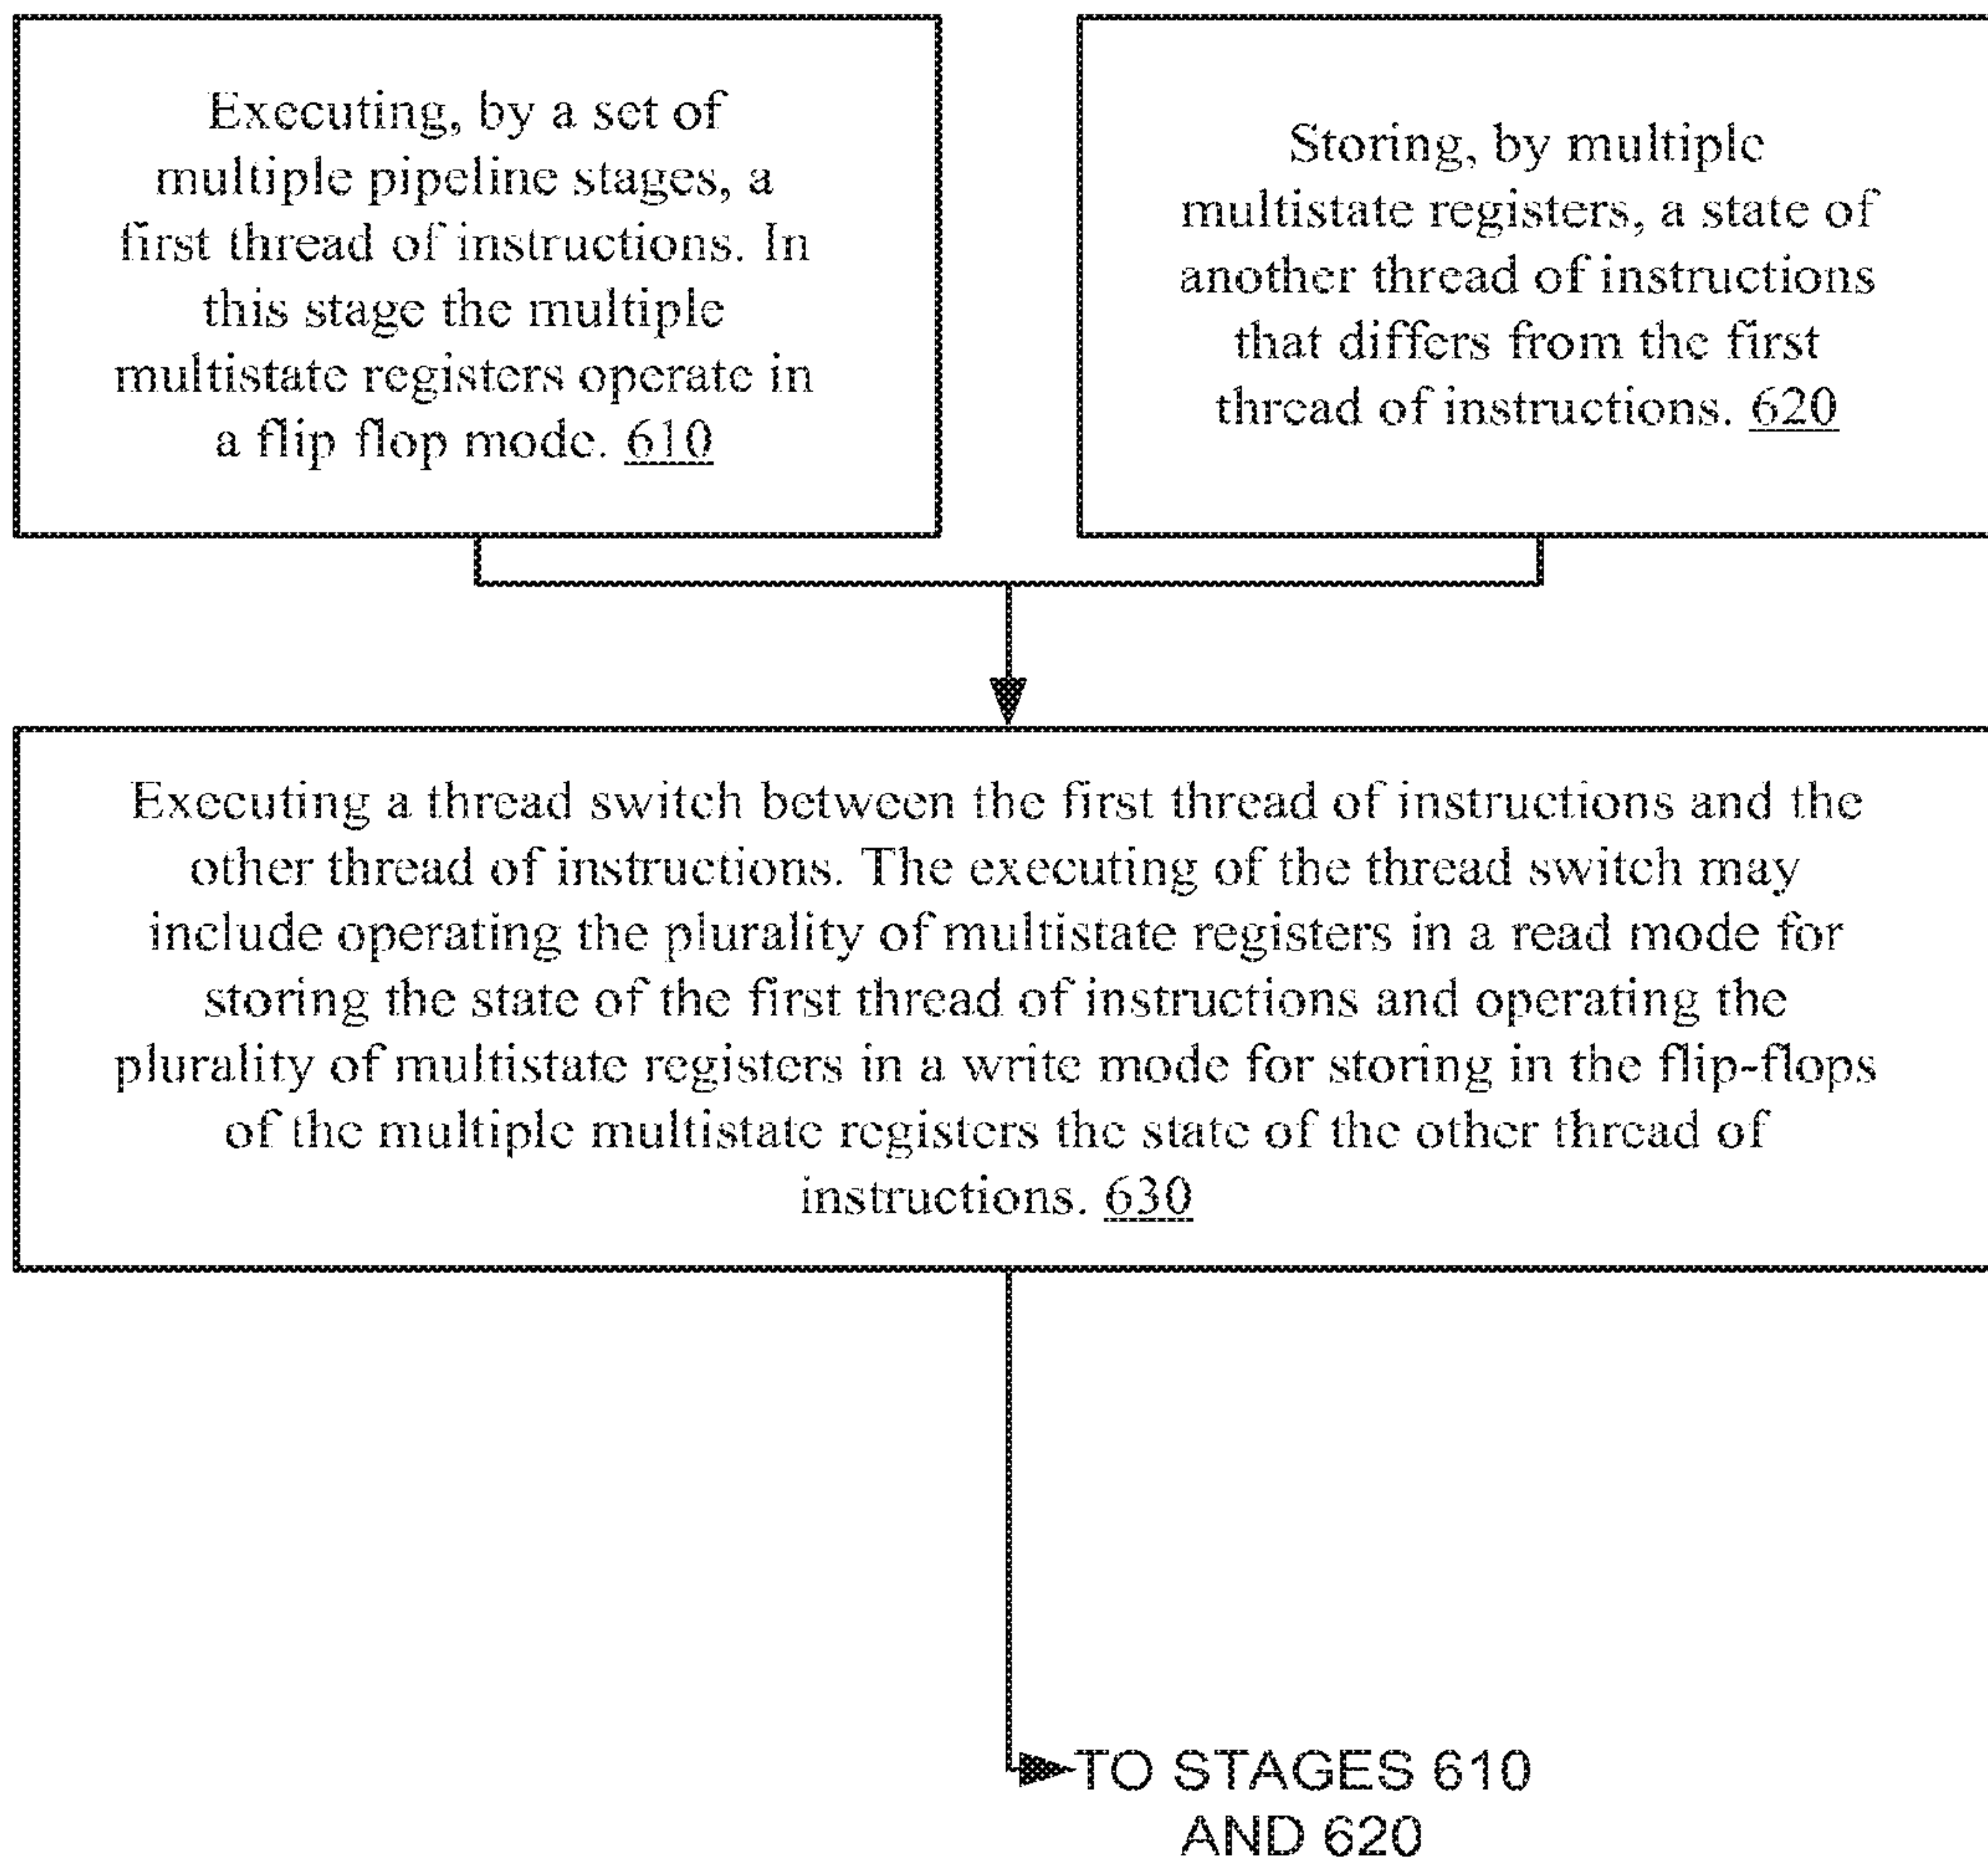 Executing, by a set of
multiple pipeline stages, a
first thread of instructions. In
this stage the multiple
multistate registers operate in
a flip flop mode. 610
Storing, by multiple
multistate registers, a state of
another thread of instructions
that differs from the first
thread of instructions. 620
Executing a thread switch between the first thread of instructions and the
other thread of instructions. The executing of the thread switch may
include operating the plurality of multistate registers in a read mode for
storing the state of the first thread of instructions and operating the
plurality of multistate registers in a write mode for storing in the flip-flops
of the multiple multistate registers the state of the other thread of
instructions. 630
TO STAGES 610
AND 620